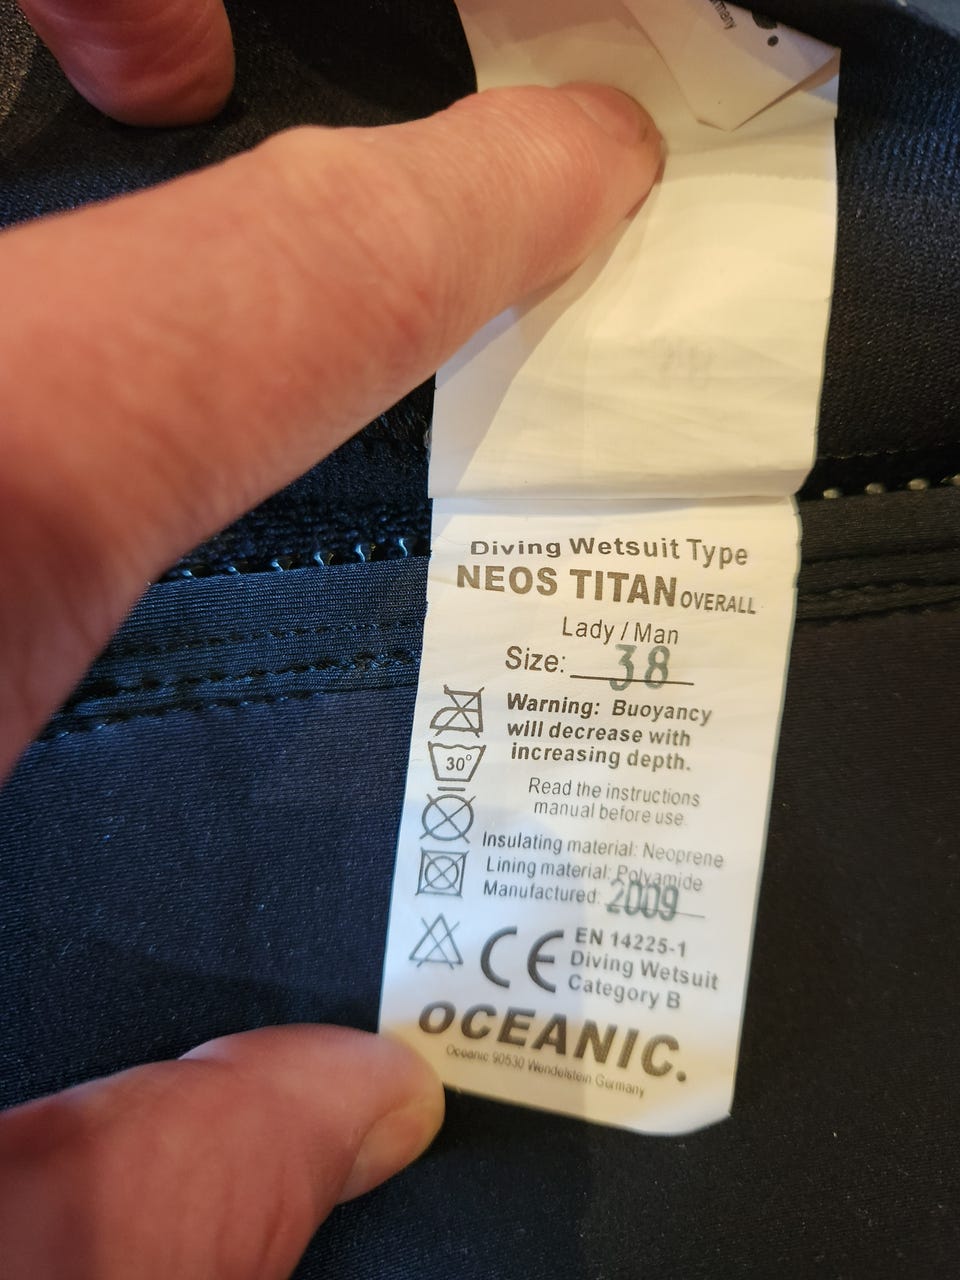 many
Diving Wetsuit Type
NEOS TITAN OVERALL
Lady / Man
Size: 38
Warning: Buoyancy
will decrease with
increasing depth.
30°
Read the instructions
manual before use.
Insulating material: Neoprene
Lining material: Polyamide
Manufactured: 2009
CE
EN 14225-1
Diving Wetsuit
Category B
OCEANIC.
Oceanic 90530 Wendelstein Germany